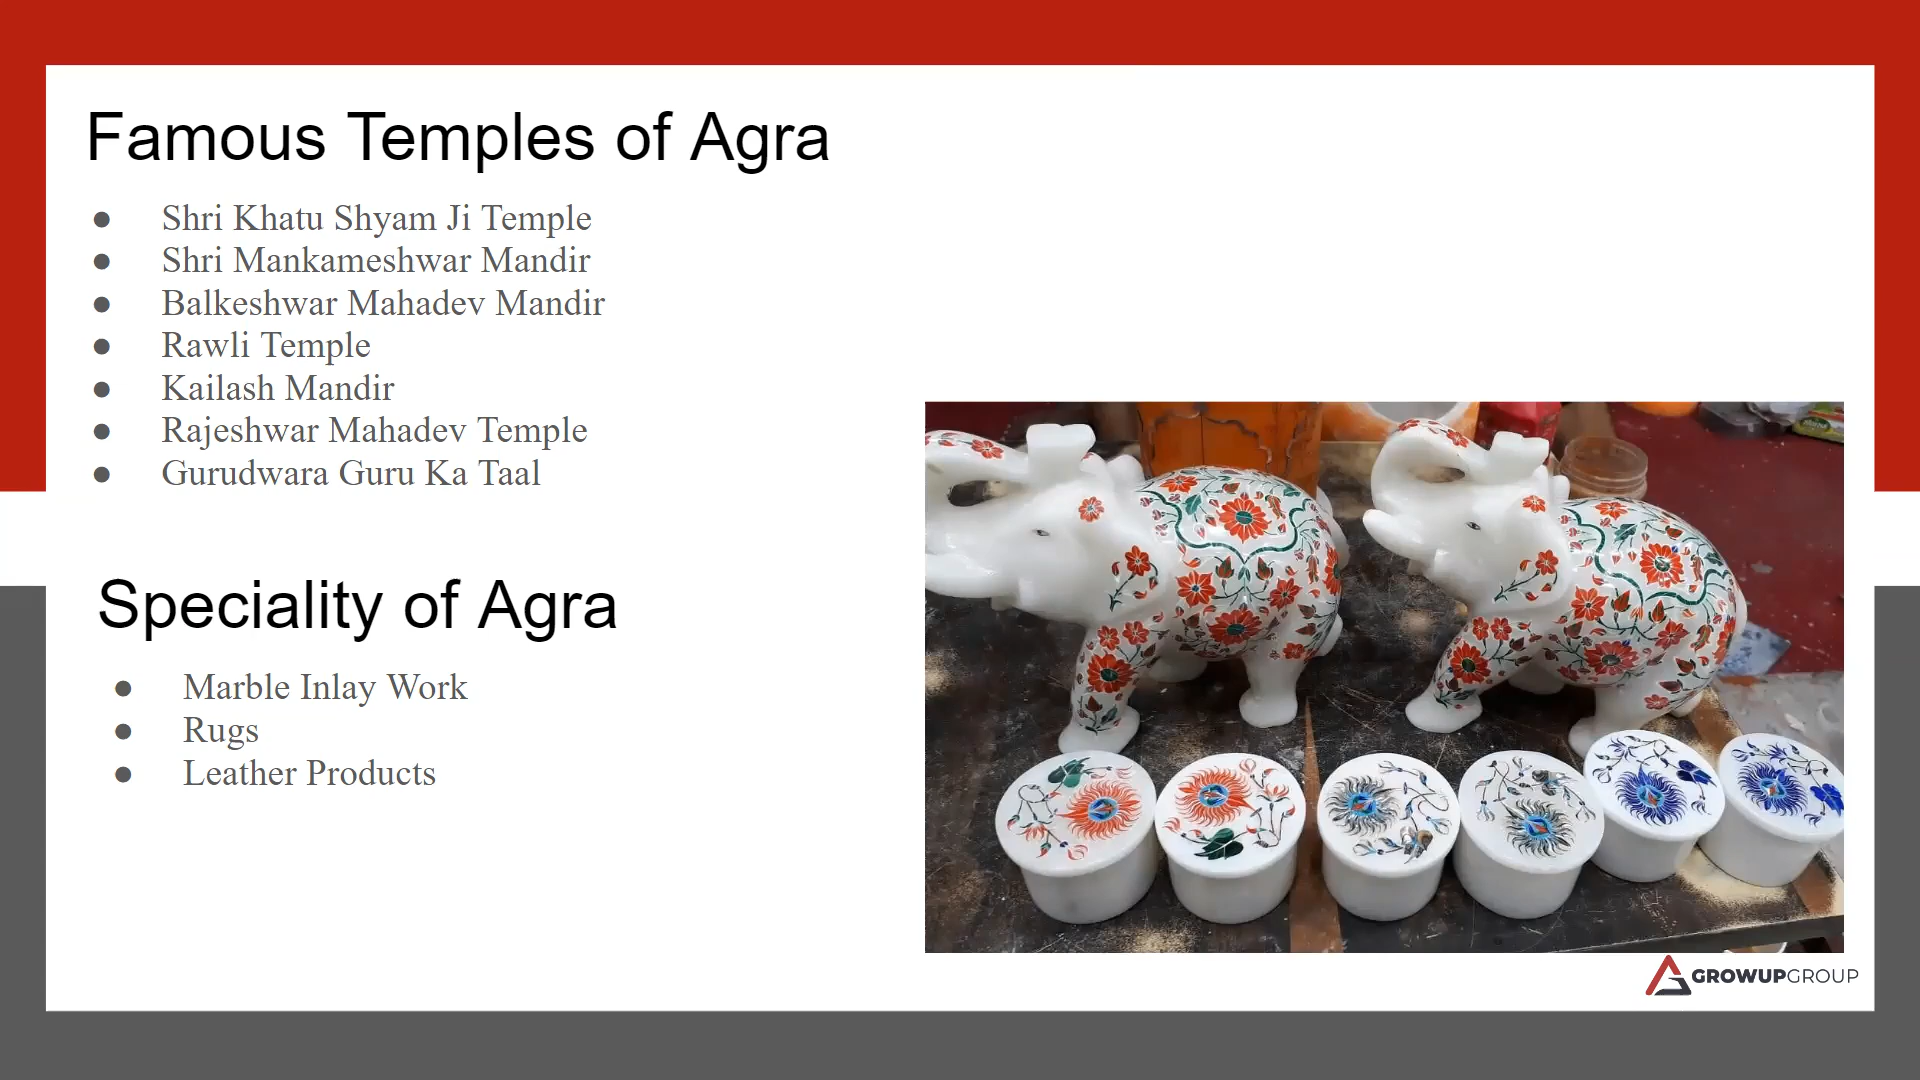 Famous Temples of Agra
● Shri Khatu Shyam Ji Temple
● Shri Mankameshwar Mandir
● Balkeshwar Mahadev Mandir
● Rawli Temple
● Kailash Mandir
● Rajeshwar Mahadev Temple
● Gurudwara Guru Ka Taal
Speciality of Agra
● Marble Inlay Work
● Rugs
● Leather Products
GROWUPGROUP